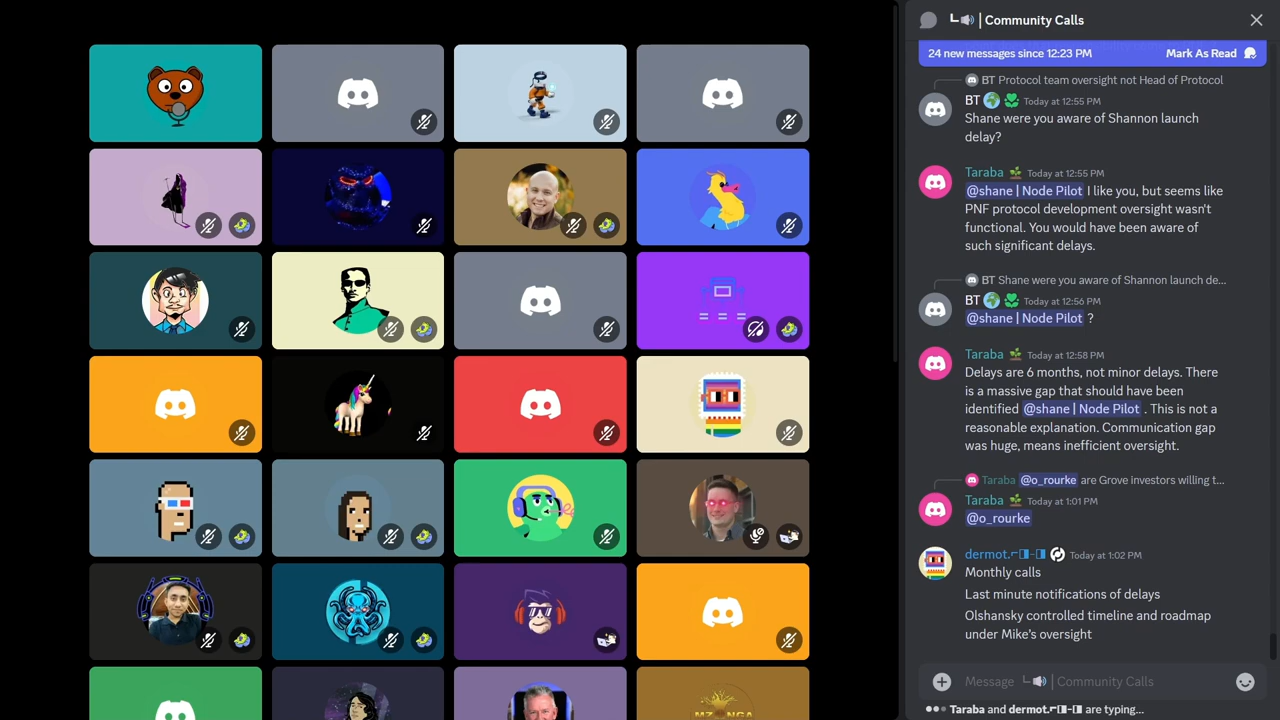 ┗🔊 | Community Calls
24 new messages since 12:23 PM
Mark As Read
BT Protocol team oversight not Head of Protocol
BT Today at 12:55 PM
Shane were you aware of Shannon launch
delay?
Taraba Today at 12:55 PM
@shane | Node Pilot I like you, but seems like
PNF protocol development oversight wasn't
functional. You would have been aware of
such significant delays.
BT Shane were you aware of Shannon launch de...
BT Today at 12:56 PM
@shane | Node Pilot ?
Taraba Today at 12:58 PM
Delays are 6 months, not minor delays. There
is a massive gap that should have been
identified @shane | Node Pilot . This is not a
reasonable explanation. Communication gap
was huge, means inefficient oversight.
Taraba @o_rourke are Grove investors willing t...
Taraba Today at 1:01 PM
@o_rourke
dermot.⌐◨-◨ Today at 1:02 PM
Monthly calls
Last minute notifications of delays
Olshansky controlled timeline and roadmap
under Mike's oversight
Message ┗🔊 | Community Calls
Taraba and dermot.⌐◨-◨ are typing...